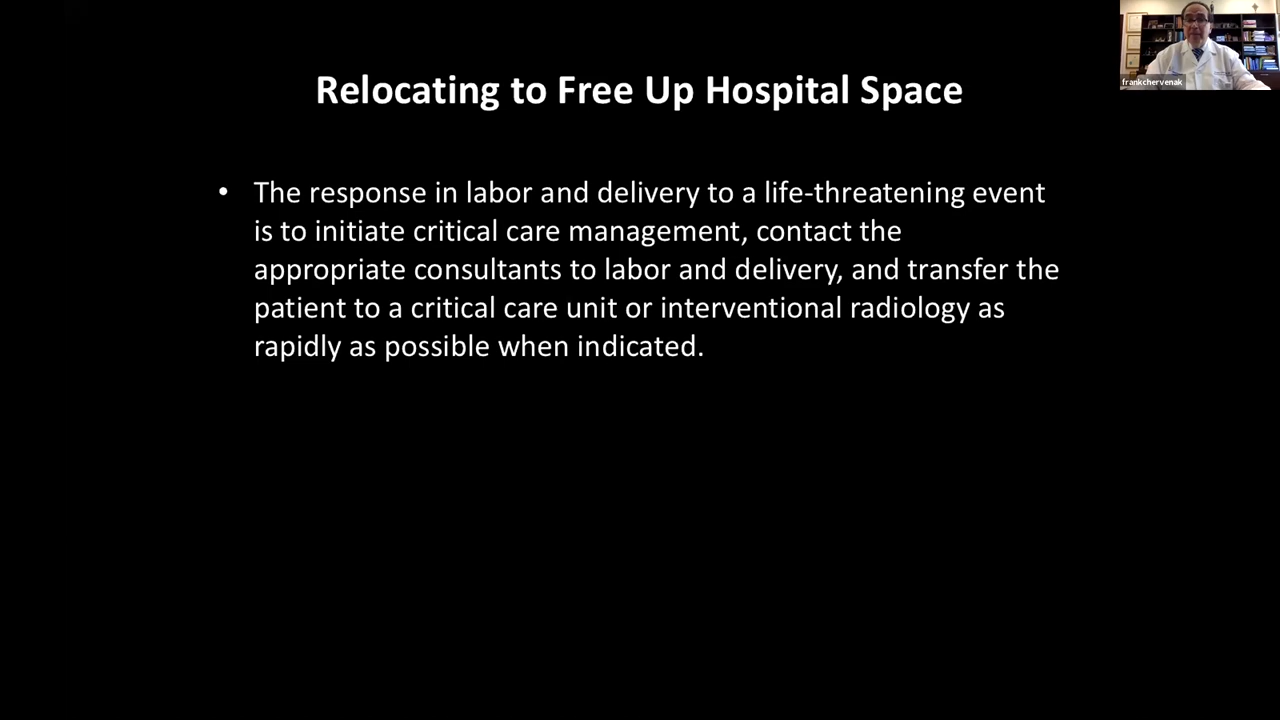 Relocating to Free Up Hospital Space
• The response in labor and delivery to a life-threatening event
is to initiate critical care management, contact the
appropriate consultants to labor and delivery, and transfer the
patient to a critical care unit or interventional radiology as
rapidly as possible when indicated.
frankchervenak